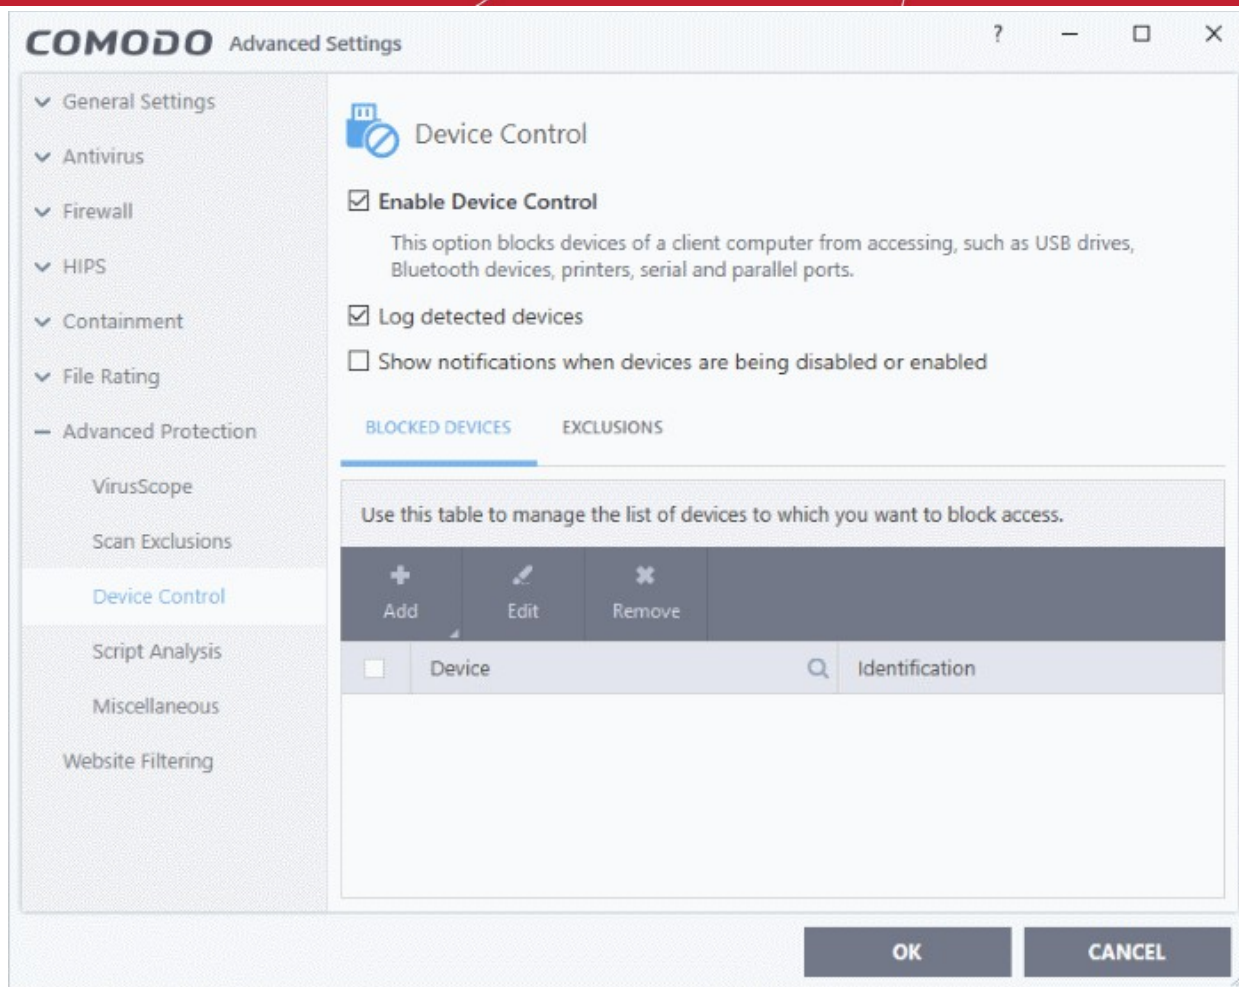 COMODO Advanced Settings
?
General Settings
Antivirus
Firewall
HIPS
Containment
File Rating
Advanced Protection
VirusScope
Scan Exclusions
Device Control
Script Analysis
Miscellaneous
Website Filtering
Device Control
Enable Device Control
This option blocks devices of a client computer from accessing, such as USB drives,
Bluetooth devices, printers, serial and parallel ports.
Log detected devices
Show notifications when devices are being disabled or enabled
BLOCKED DEVICES EXCLUSIONS
Use this table to manage the list of devices to which you want to block access.
Add Edit Remove
Device Identification
OK CANCEL